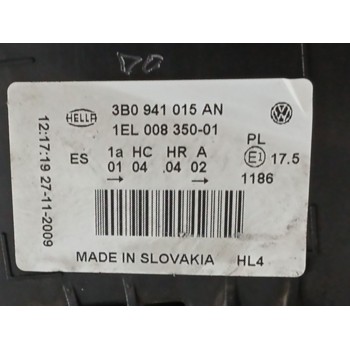 HELLA
3B0 941 015 AN
1EL 008 350-01
12:17:19 27-11-2009
ES 1a HC HR A PL
01 04 .04 02 E1 17.5
1186
MADE IN SLOVAKIA HL4